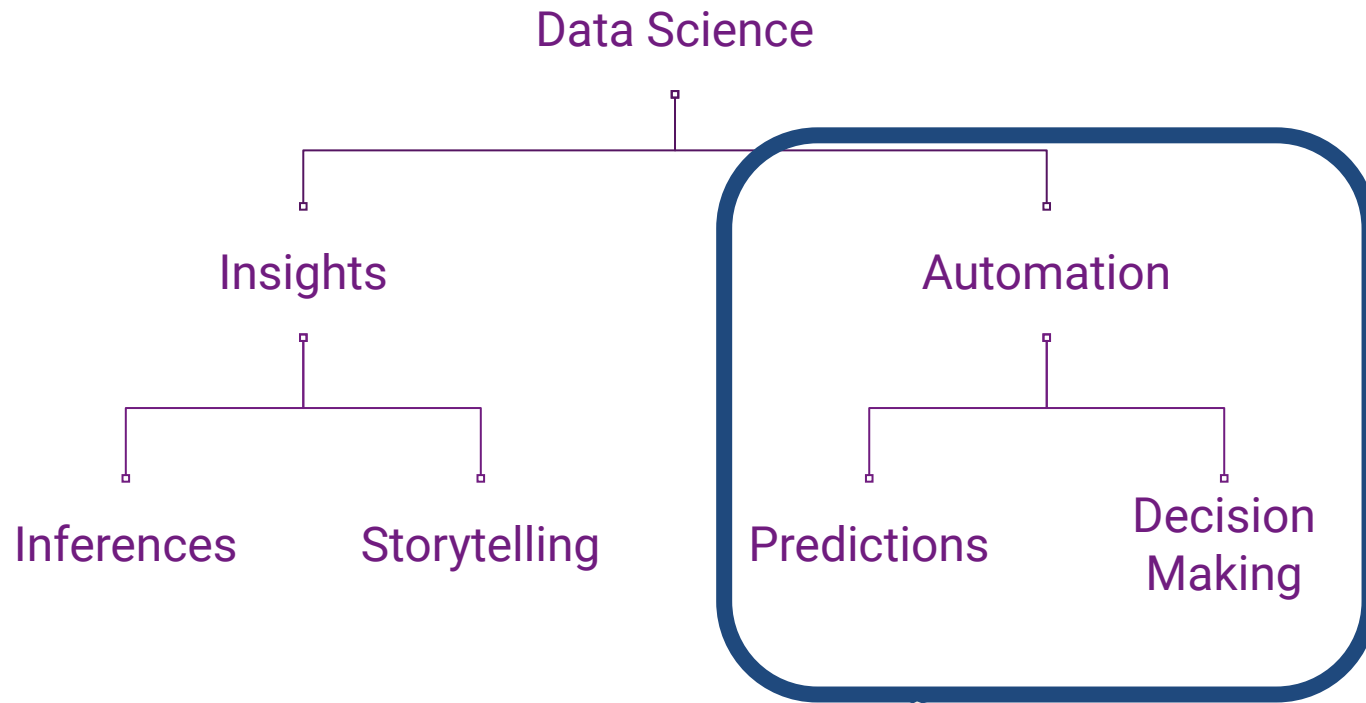 Data Science
Insights
Automation
Inferences
Storytelling
Predictions
Decision
Making